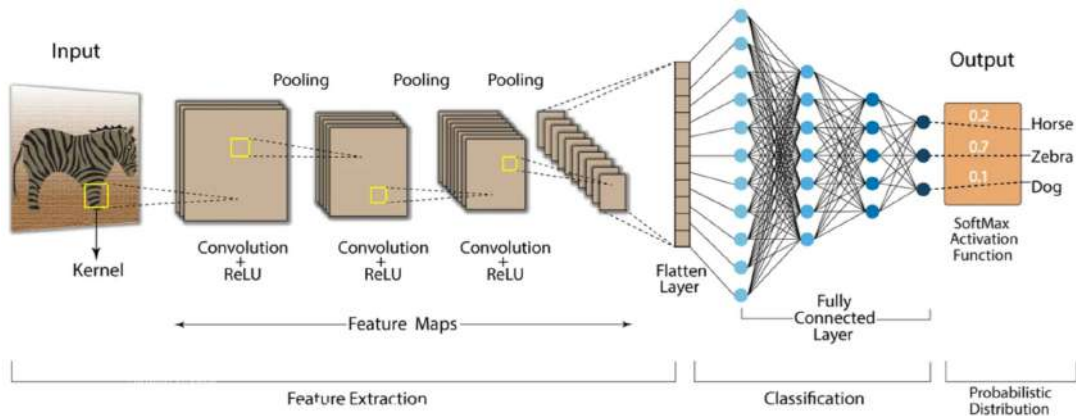 Input
Pooling
Pooling
Pooling
Output
0.2
Horse
0.7
Zebra
0.1
Dog
Kernel
Convolution
+
ReLU
Convolution
+
ReLU
Convolution
+
ReLU
Flatten
Layer
SoftMax
Activation
Function
Fully
Connected
Layer
Feature Maps
Feature Extraction
Classification
Probabilistic
Distribution